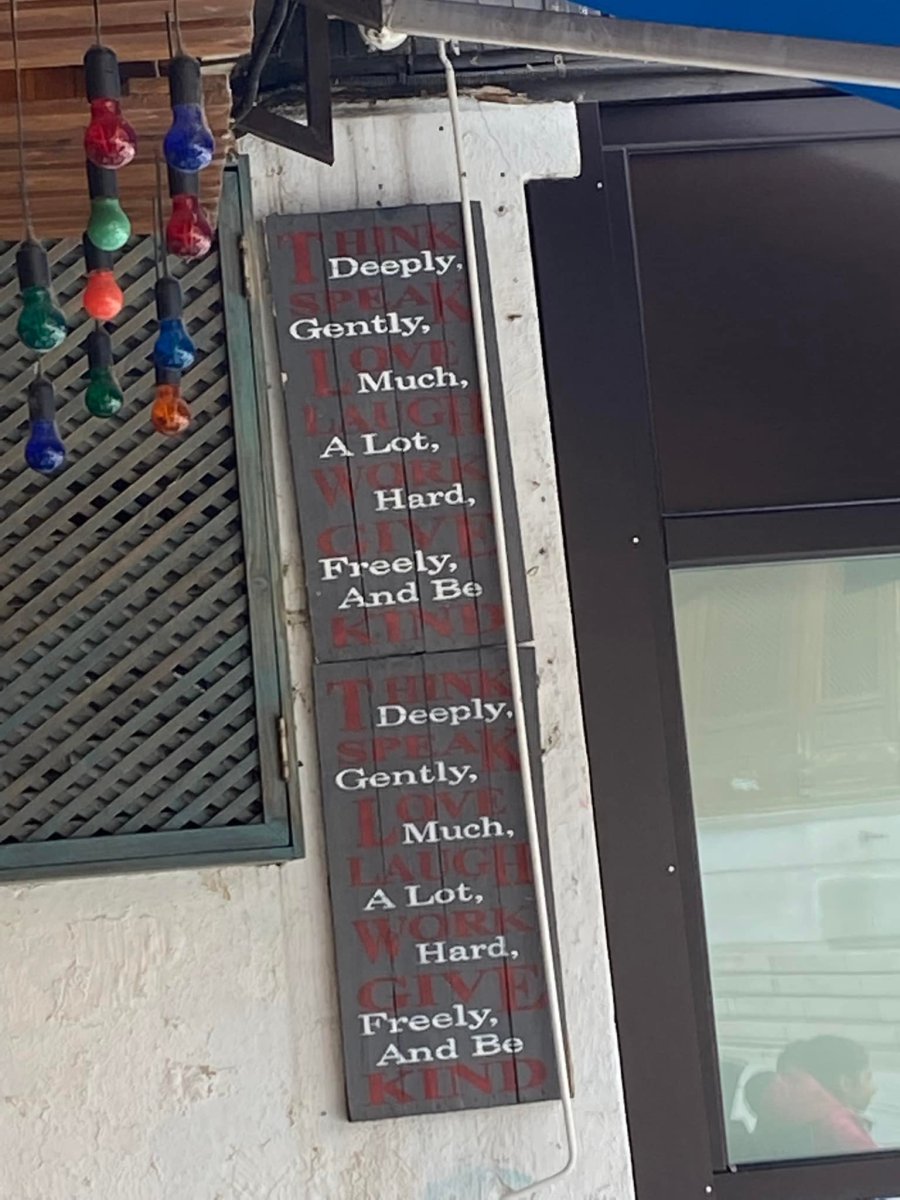 THINK
Deeply,
SPEAK
Gently,
LOVE
Much,
LAUGH
A Lot,
WORK
Hard,
GIVE
Freely,
And Be
KIND
THINK
Deeply,
SPEAK
Gently,
LOVE
Much,
LAUGH
A Lot,
WORK
Hard,
GIVE
Freely,
And Be
KIND